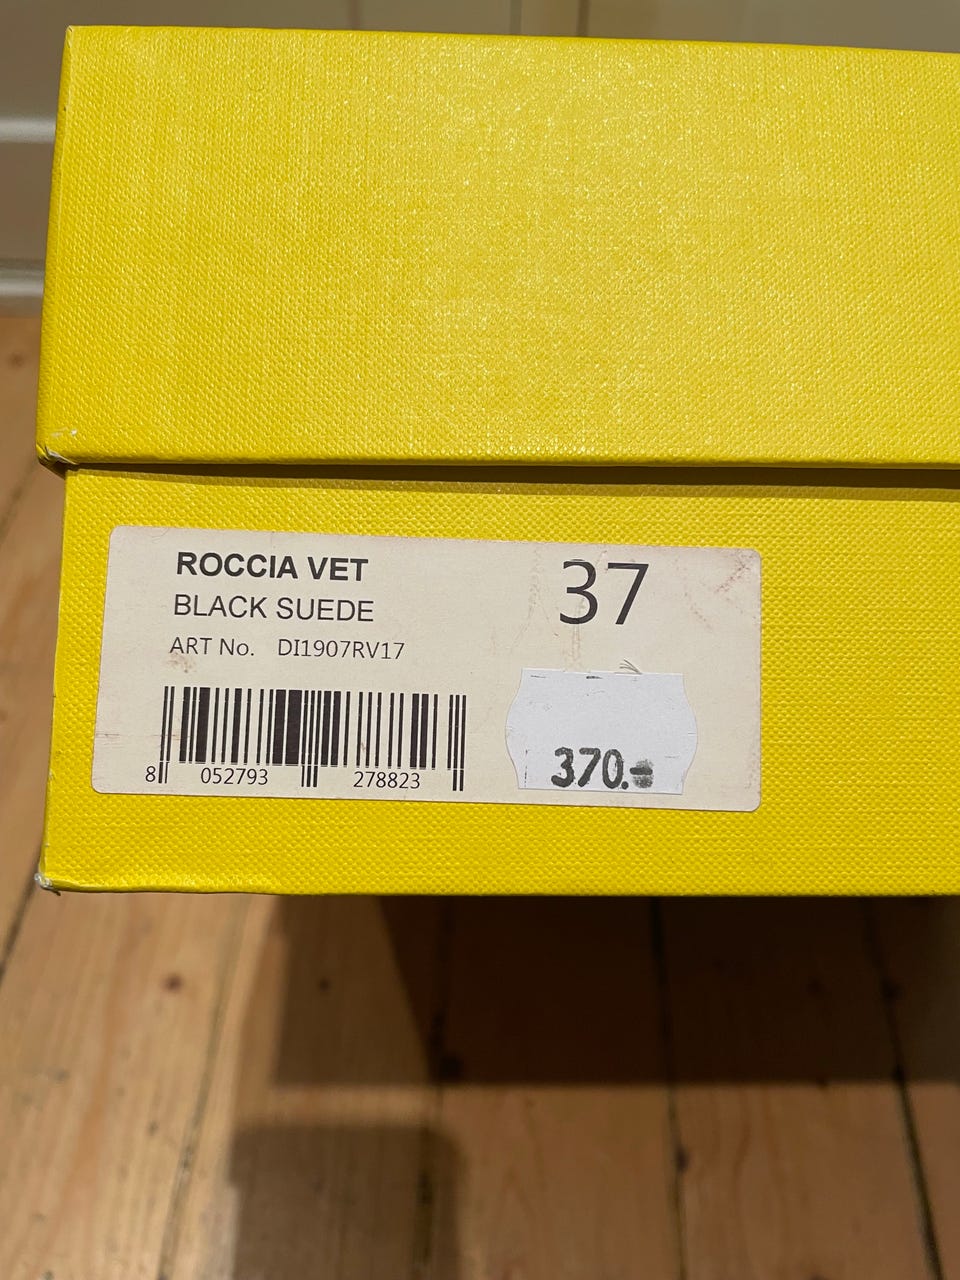 ROCCIA VET
BLACK SUEDE
ART No. DI1907RV17
37
8 052793 278823
370.-